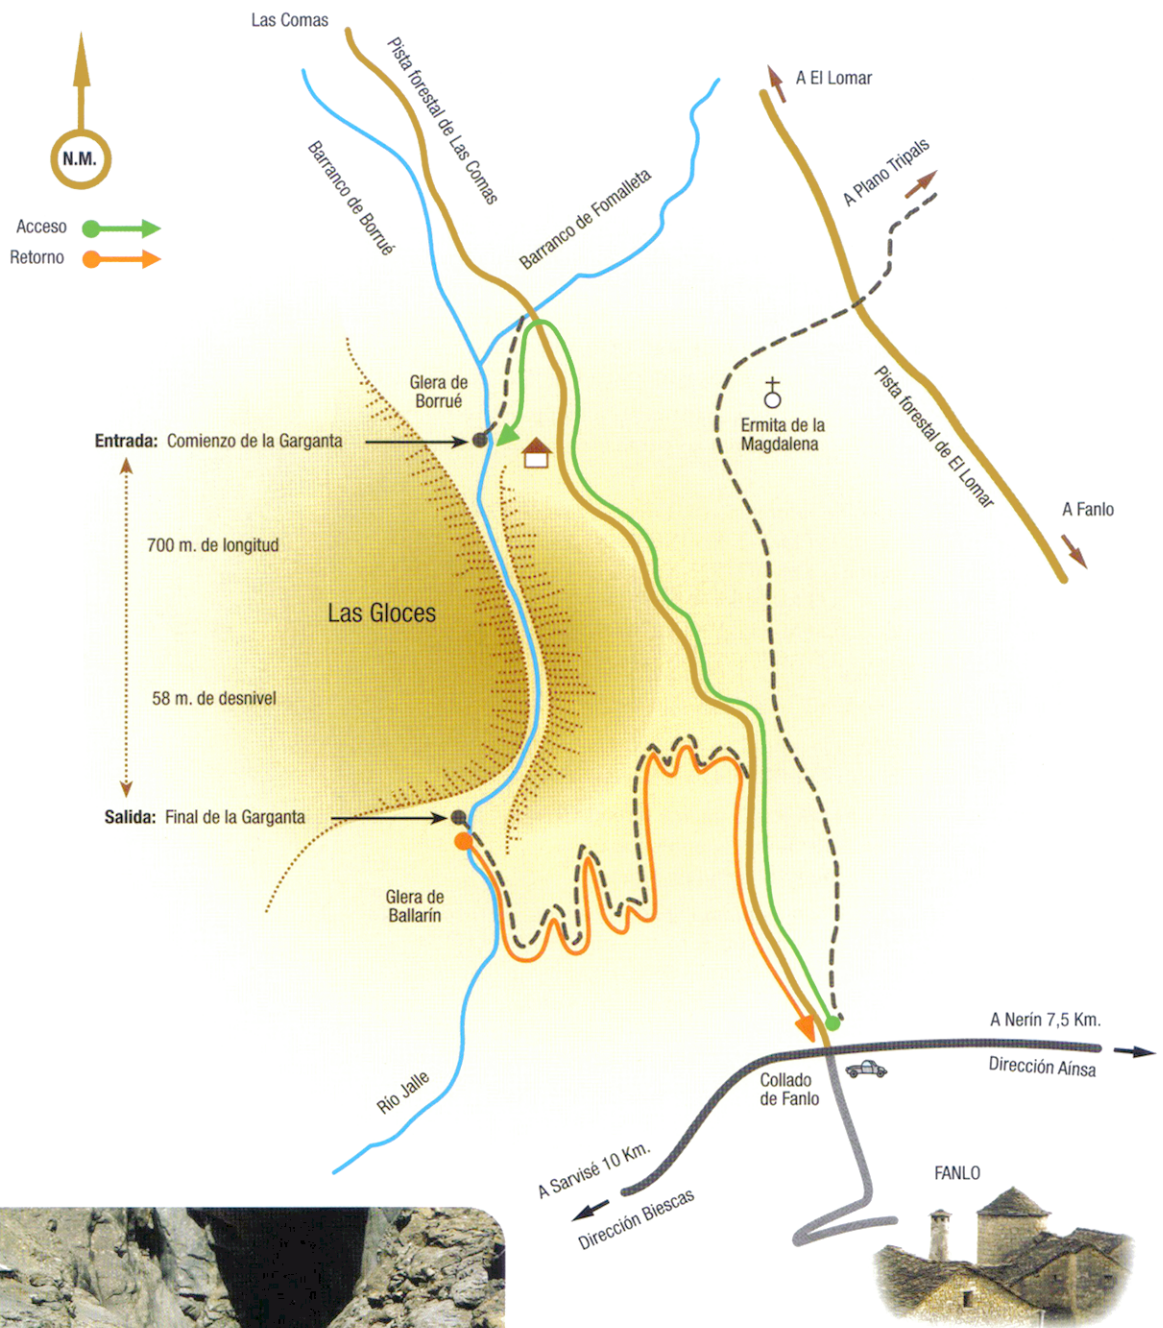 Las Comas
Pista forestal de Las Comas
A El Lomar
N.M.
Barranco de Borrué
Barranco de Fomalleta
A Plano Tripals
Acceso
Retorno
Glera de
Borrué
Ermita de la
Magdalena
Pista forestal de El Lomar
Entrada: Comienzo de la Garganta
A Fanlo
700 m. de longitud
Las Gloces
58 m. de desnivel
Salida: Final de la Garganta
Glera de
Ballarín
A Nerín 7,5 Km.
Dirección Aínsa
Collado
de Fanlo
Río Jalle
A Sarvisé 10 Km.
Dirección Biescas
FANLO